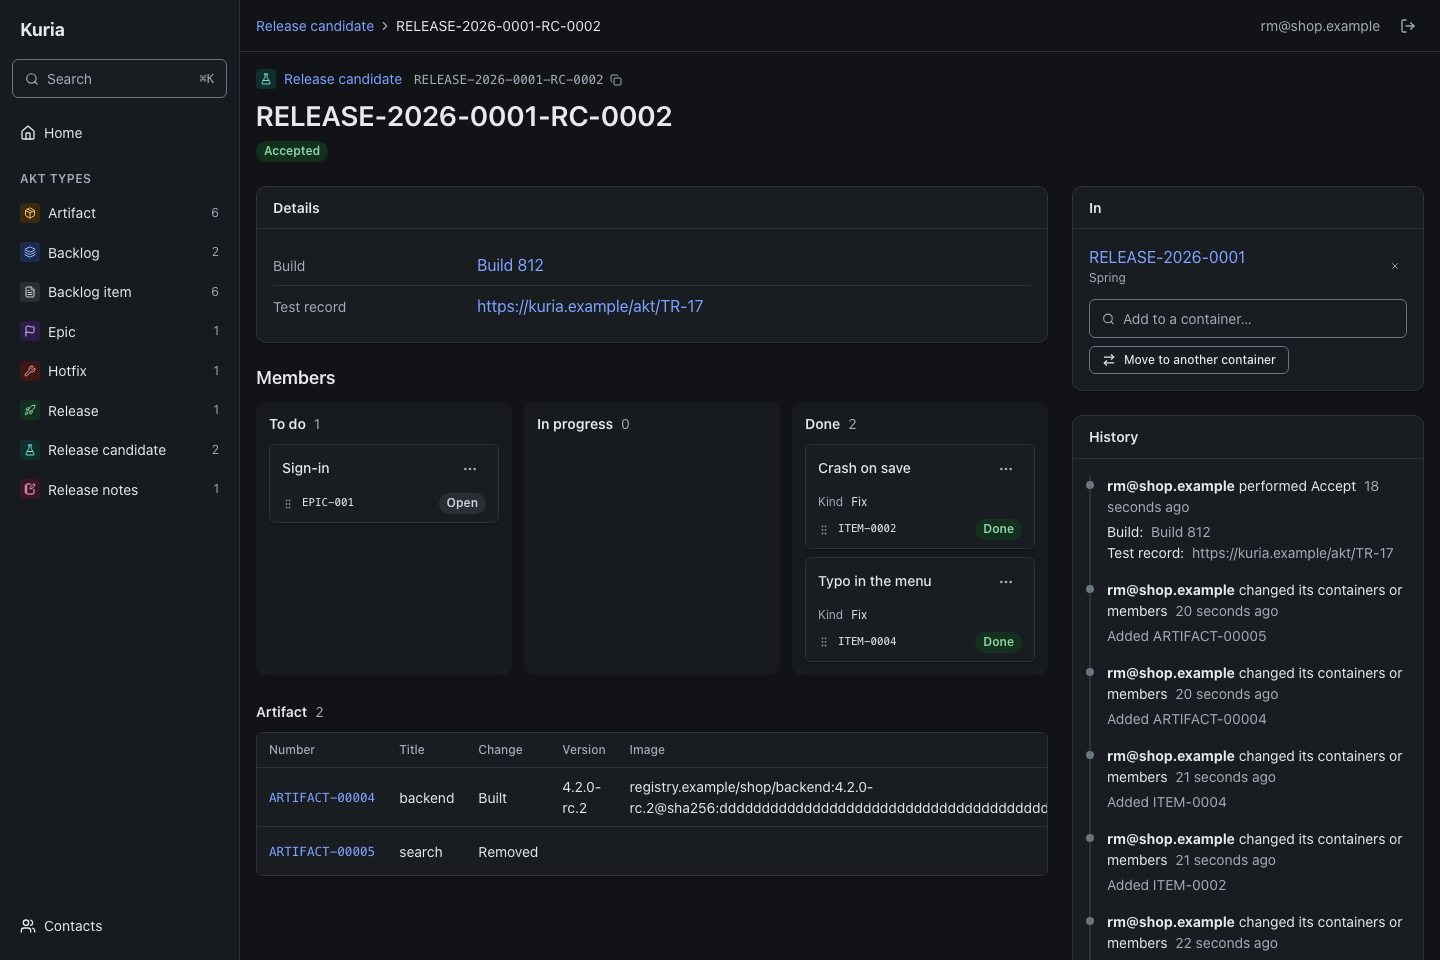 Kuria
Search ⌘K
Home
AKT TYPES
Artifact 6
Backlog 2
Backlog item 6
Epic 1
Hotfix 1
Release 1
Release candidate 2
Release notes 1
Contacts
Release candidate > RELEASE-2026-0001-RC-0002
rm@shop.example
Release candidate RELEASE-2026-0001-RC-0002
RELEASE-2026-0001-RC-0002
Accepted
Details
Build Build 812
Test record https://kuria.example/akt/TR-17
Members
To do 1
Sign-in
EPIC-001 Open
In progress 0
Done 2
Crash on save
Kind Fix
ITEM-0002 Done
Typo in the menu
Kind Fix
ITEM-0004 Done
Artifact 2
Number Title Change Version Image
ARTIFACT-00004 backend Built 4.2.0-
rc.2
registry.example/shop/backend:4.2.0-
ARTIFACT-00005 search Removed
In
RELEASE-2026-0001
Spring
Add to a container...
Move to another container
History
rm@shop.example performed Accept 18
seconds ago
Build: Build 812
Test record: https://kuria.example/akt/TR-17
rm@shop.example changed its containers or
members 20 seconds ago
Added ARTIFACT-00005
rm@shop.example changed its containers or
members 20 seconds ago
Added ARTIFACT-00004
rm@shop.example changed its containers or
members 21 seconds ago
Added ITEM-0004
rm@shop.example changed its containers or
members 21 seconds ago
Added ITEM-0002
rm@shop.example changed its containers or
members 22 seconds ago